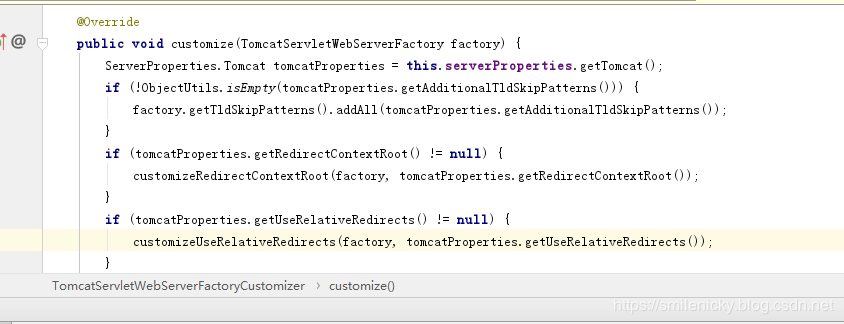 @Override
public void customize(TomcatServletWebServerFactory factory) {
ServerProperties.Tomcat tomcatProperties = this.serverProperties.getTomcat();
if (!ObjectUtils.isEmpty(tomcatProperties.getAdditionalTldSkipPatterns())) {
factory.getTldSkipPatterns().addAll(tomcatProperties.getAdditionalTldSkipPatterns());
}
@
if (tomcatProperties.getRedirectContextRoot() != null) {
customizeRedirectContextRoot(factory, tomcatProperties.getRedirectContextRoot());
}
if (tomcatProperties.getUseRelativeRedirects() != null) {
customizeUseRelativeRedirects(factory, tomcatProperties.getUseRelativeRedirects());
}
TomcatServletWebServerFactoryCustomizer › customize()
https://smilenicky.blog.csdn.net